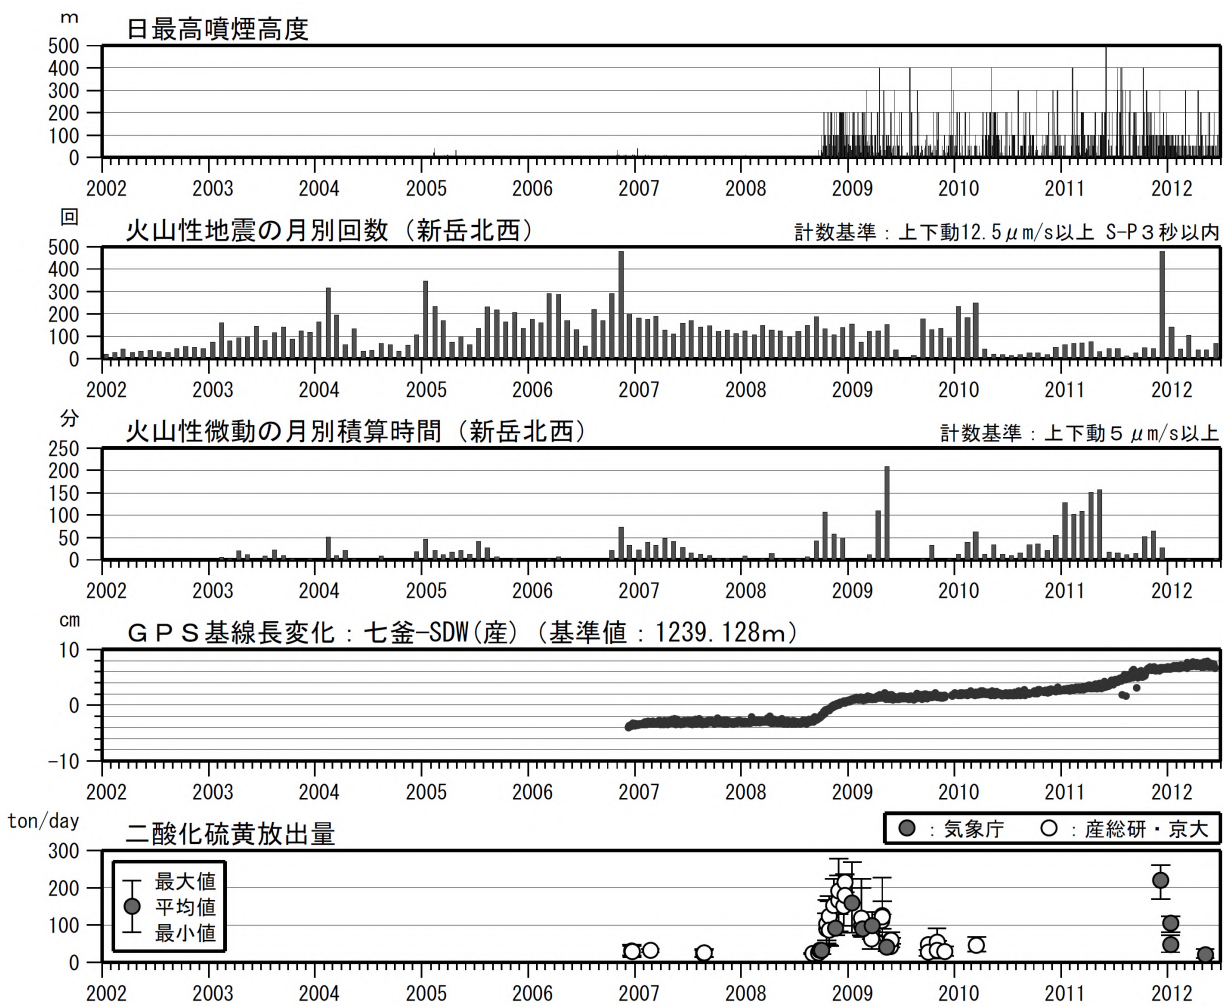 m
日最高噴煙高度
500
400
300
200
100
0
2002 2003 2004 2005 2006 2007 2008 2009 2010 2011 2012
回
火山性地震の月別回数（新岳北西）
計数基準：上下動12.5μm/s以上 S-P３秒以内
500
400
300
200
100
0
2002 2003 2004 2005 2006 2007 2008 2009 2010 2011 2012
分
火山性微動の月別積算時間（新岳北西）
計数基準：上下動５μm/s以上
250
200
150
100
50
0
2002 2003 2004 2005 2006 2007 2008 2009 2010 2011 2012
cm
ＧＰＳ基線長変化：七釜−SDW(産)（基準値：1239.128ｍ）
10
0
-10
2002 2003 2004 2005 2006 2007 2008 2009 2010 2011 2012
ton/day
二酸化硫黄放出量
：気象庁 ：産総研・京大
300
200
100
0
最大値
平均値
最小値
2002 2003 2004 2005 2006 2007 2008 2009 2010 2011 2012